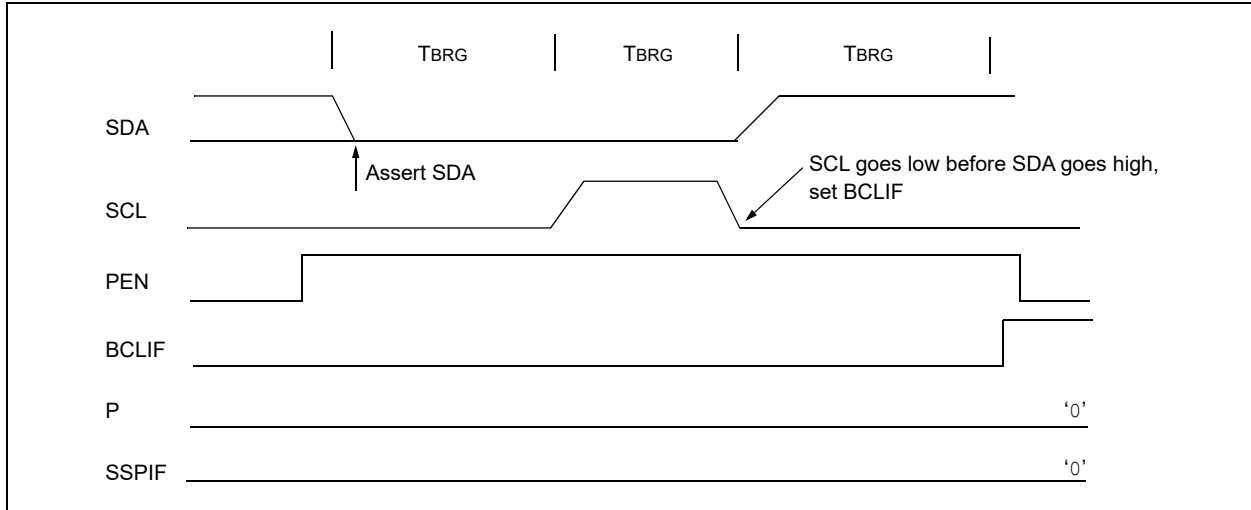 TBRG TBRG TBRG
SDA
Assert SDA
SCL goes low before SDA goes high,
set BCLIF
SCL
PEN
BCLIF
P
‘0’
SSPIF
‘0’